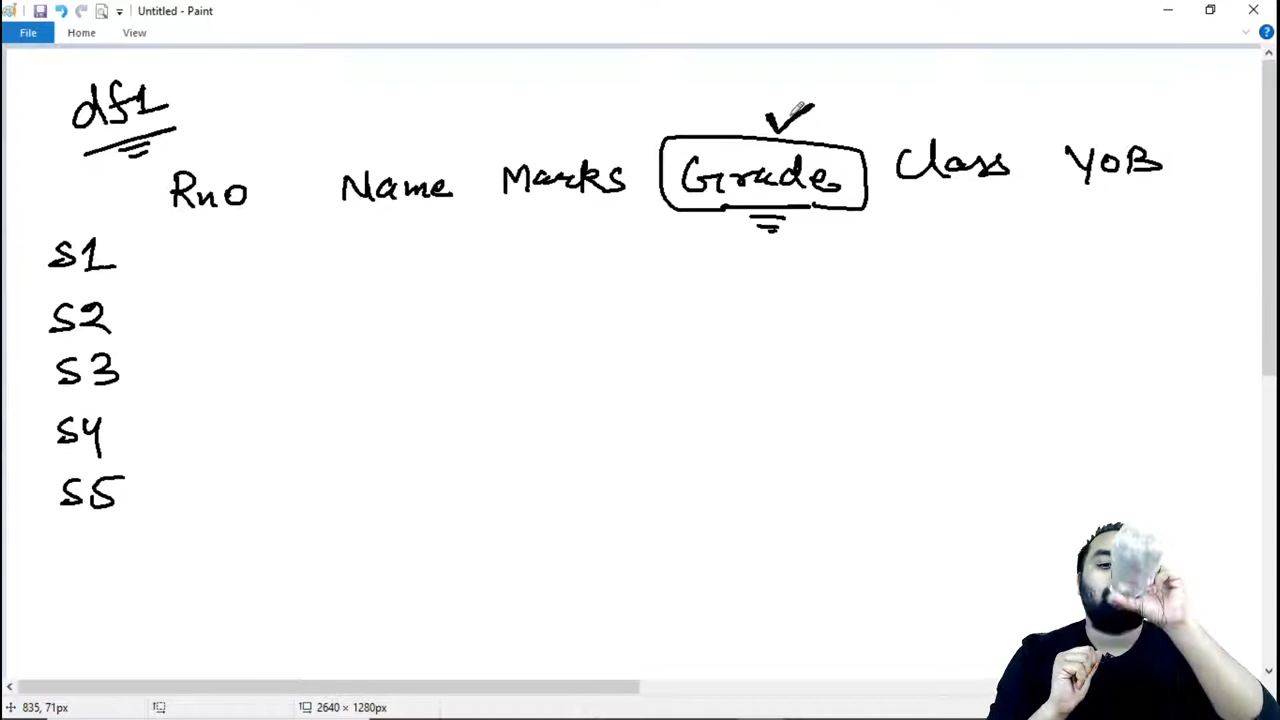 Untitled - Paint
File Home View
df1
Rno Name Marks Grade Class YOB
S1
S2
S3
S4
S5
835, 71px 2640 × 1280px